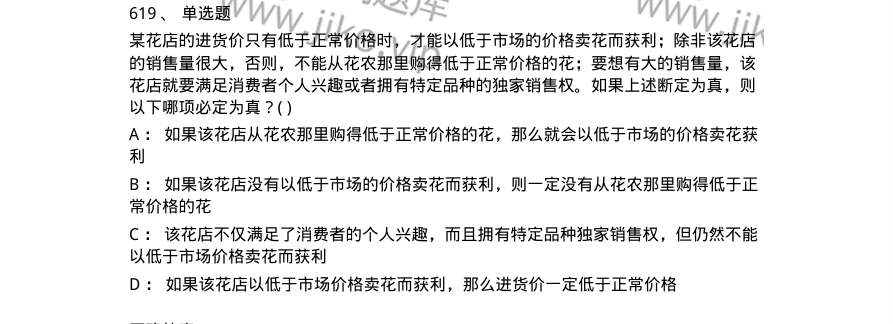 题库
www.jike.vip
www.jik
619 、 单选题
某花店的进货价只有低于正常价格时，才能以低于市场的价格卖花而获利；除非该花店
的销售量很大，否则，不能从花农那里购得低于正常价格的花；要想有大的销售量，该
花店就要满足消费者个人兴趣或者拥有特定品种的独家销售权。如果上述断定为真，则
以下哪项必定为真？( )
A： 如果该花店从花农那里购得低于正常价格的花，那么就会以低于市场的价格卖花获
利
B： 如果该花店没有以低于市场的价格卖花而获利，则一定没有从花农那里购得低于正
常价格的花
C： 该花店不仅满足了消费者的个人兴趣，而且拥有特定品种独家销售权，但仍然不能
以低于市场价格卖花而获利
D： 如果该花店以低于市场价格卖花而获利，那么进货价一定低于正常价格